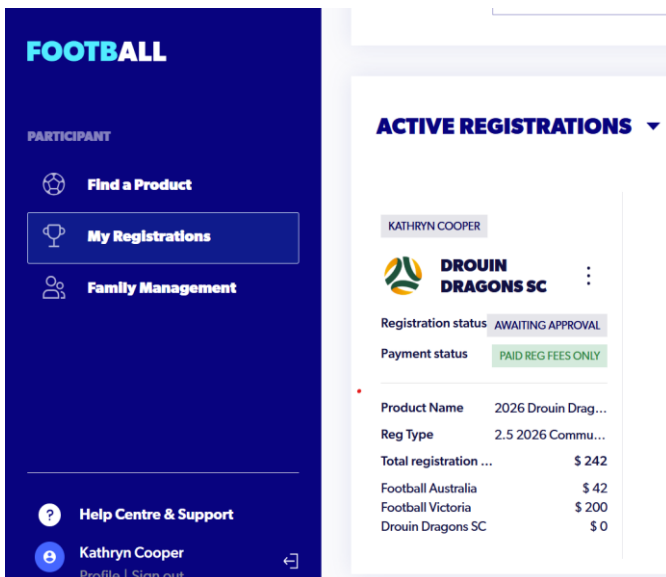 FOOTBALL
PARTICIPANT
Find a Product
My Registrations
Family Management
? Help Centre & Support
Kathryn Cooper
Profile | Sign out
ACTIVE REGISTRATIONS
KATHRYN COOPER
DROUIN
DRAGONS SC
Registration status AWAITING APPROVAL
Payment status PAID REG FEES ONLY
Product Name 2026 Drouin Drag...
Reg Type 2.5 2026 Commu...
Total registration ... $ 242
Football Australia $ 42
Football Victoria $ 200
Drouin Dragons SC $ 0